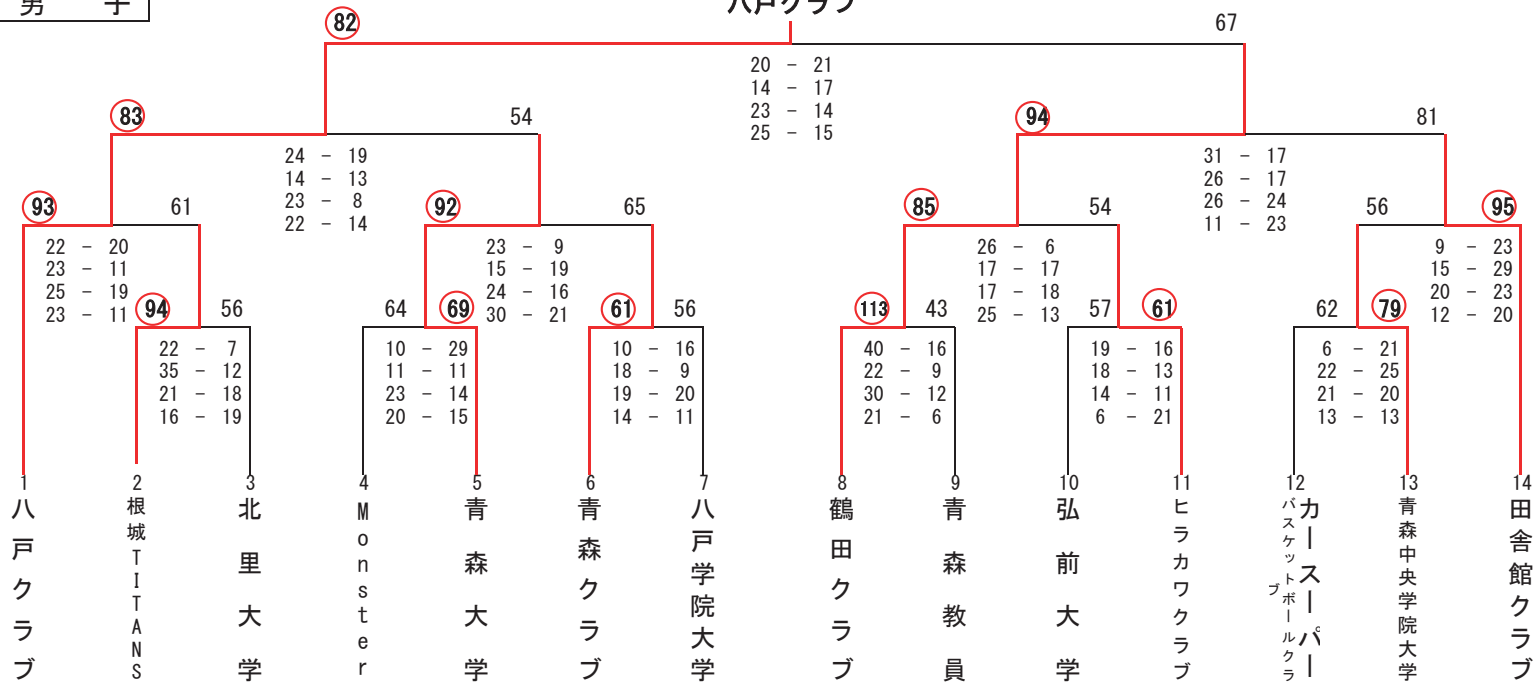 男　子
八戸クラブ
82 67
20 － 21
14 － 17
23 － 14
25 － 15
83 54
24 － 19
14 － 13
23 － 8
22 － 14
94 81
31 － 17
26 － 17
26 － 24
11 － 23
93 61
22 － 20
23 － 11
25 － 19
23 － 11
92 65
23 － 9
15 － 19
24 － 16
30 － 21
85 54
26 － 6
17 － 17
17 － 18
25 － 13
56 95
9 － 23
15 － 29
20 － 23
12 － 20
94 56
22 － 7
35 － 12
21 － 18
16 － 19
64 69
10 － 29
11 － 11
23 － 14
20 － 15
61 56
10 － 16
18 － 9
19 － 20
14 － 11
113 43
40 － 16
22 － 9
30 － 12
21 － 6
57 61
19 － 16
18 － 13
14 － 11
6 － 21
62 79
6 － 21
22 － 25
21 － 20
13 － 13
1
八戸クラブ
2
根城TITANS
3
北里大学
4
Monster
5
青森大学
6
青森クラブ
7
八戸学院大学
8
鶴田クラブ
9
青森教員
10
弘前大学
11
ヒラカワクラブ
12
カースーパー
バスケットボールクラ
ブ
13
青森中央学院大学
14
田舎館クラブ